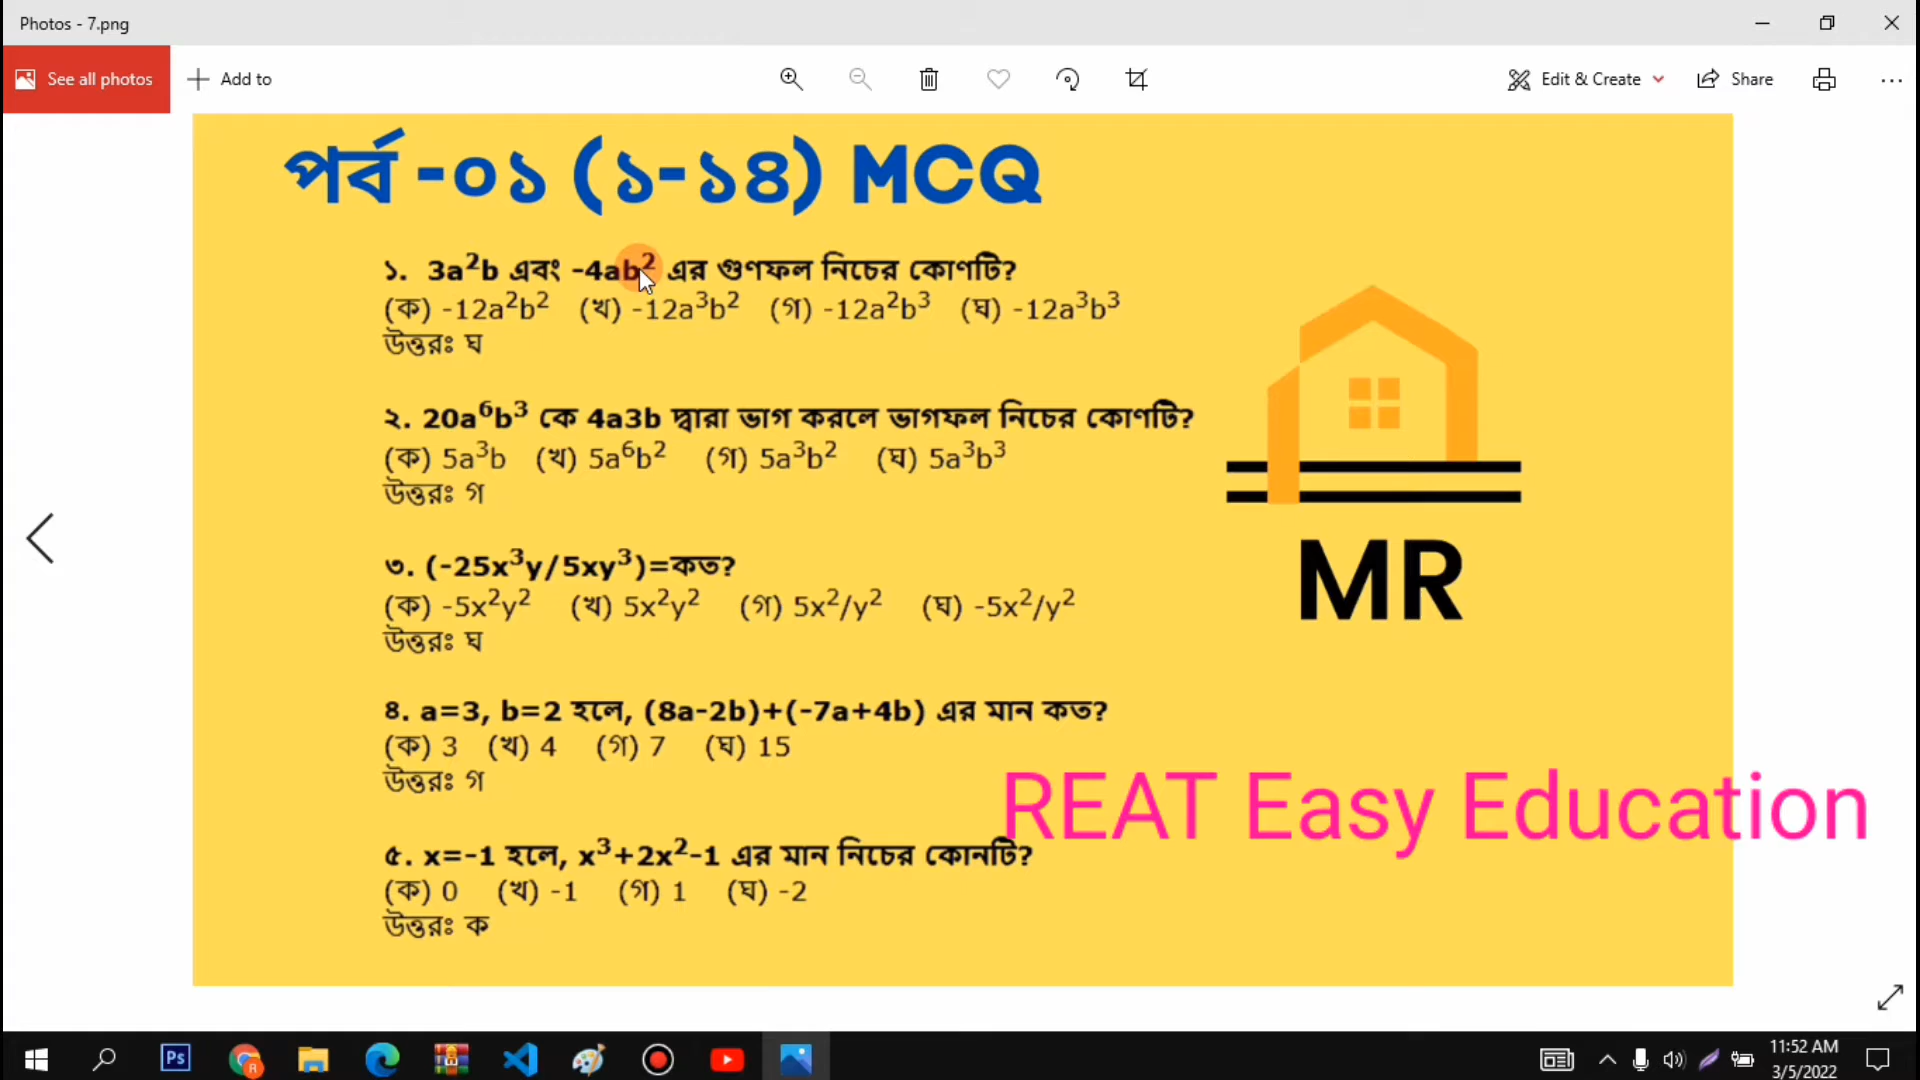 Photos - 7.png
See all photos
Add to
Edit & Create
Share
পর্ব -০১ (১-১৪) MCQ
১. 3a²b এবং -4ab² এর গুণফল নিচের কোণটি?
(ক) -12a²b² (খ) -12a³b² (গ) -12a²b³ (ঘ) -12a³b³
উত্তরঃ ঘ
২. 20a⁶b³ কে 4a3b দ্বারা ভাগ করলে ভাগফল নিচের কোণটি?
(ক) 5a³b (খ) 5a⁶b² (গ) 5a³b² (ঘ) 5a³b³
উত্তরঃ গ
৩. (-25x³y/5xy³)=কত?
(ক) -5x²y² (খ) 5x²y² (গ) 5x²/y² (ঘ) -5x²/y²
উত্তরঃ ঘ
৪. a=3, b=2 হলে, (8a-2b)+(-7a+4b) এর মান কত?
(ক) 3 (খ) 4 (গ) 7 (ঘ) 15
উত্তরঃ গ
৫. x=-1 হলে, x³+2x²-1 এর মান নিচের কোনটি?
(ক) 0 (খ) -1 (গ) 1 (ঘ) -2
উত্তরঃ ক
MR
REAT Easy Education
Ps
R
11:52 AM
3/5/2022